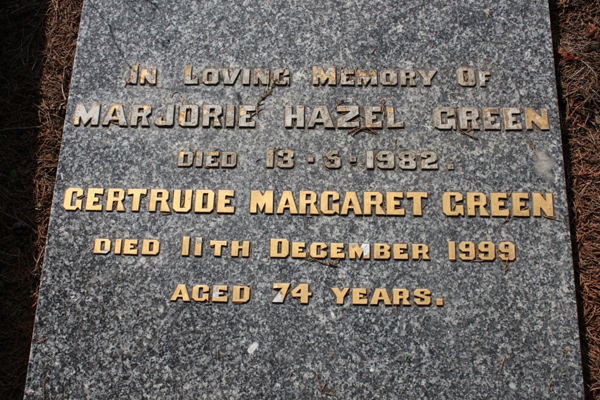 IN LOVING MEMORY OF
MARJORIE HAZEL GREEN
DIED 13·5·1982.
GERTRUDE MARGARET GREEN
DIED 11TH DECEMBER 1999
AGED 74 YEARS.